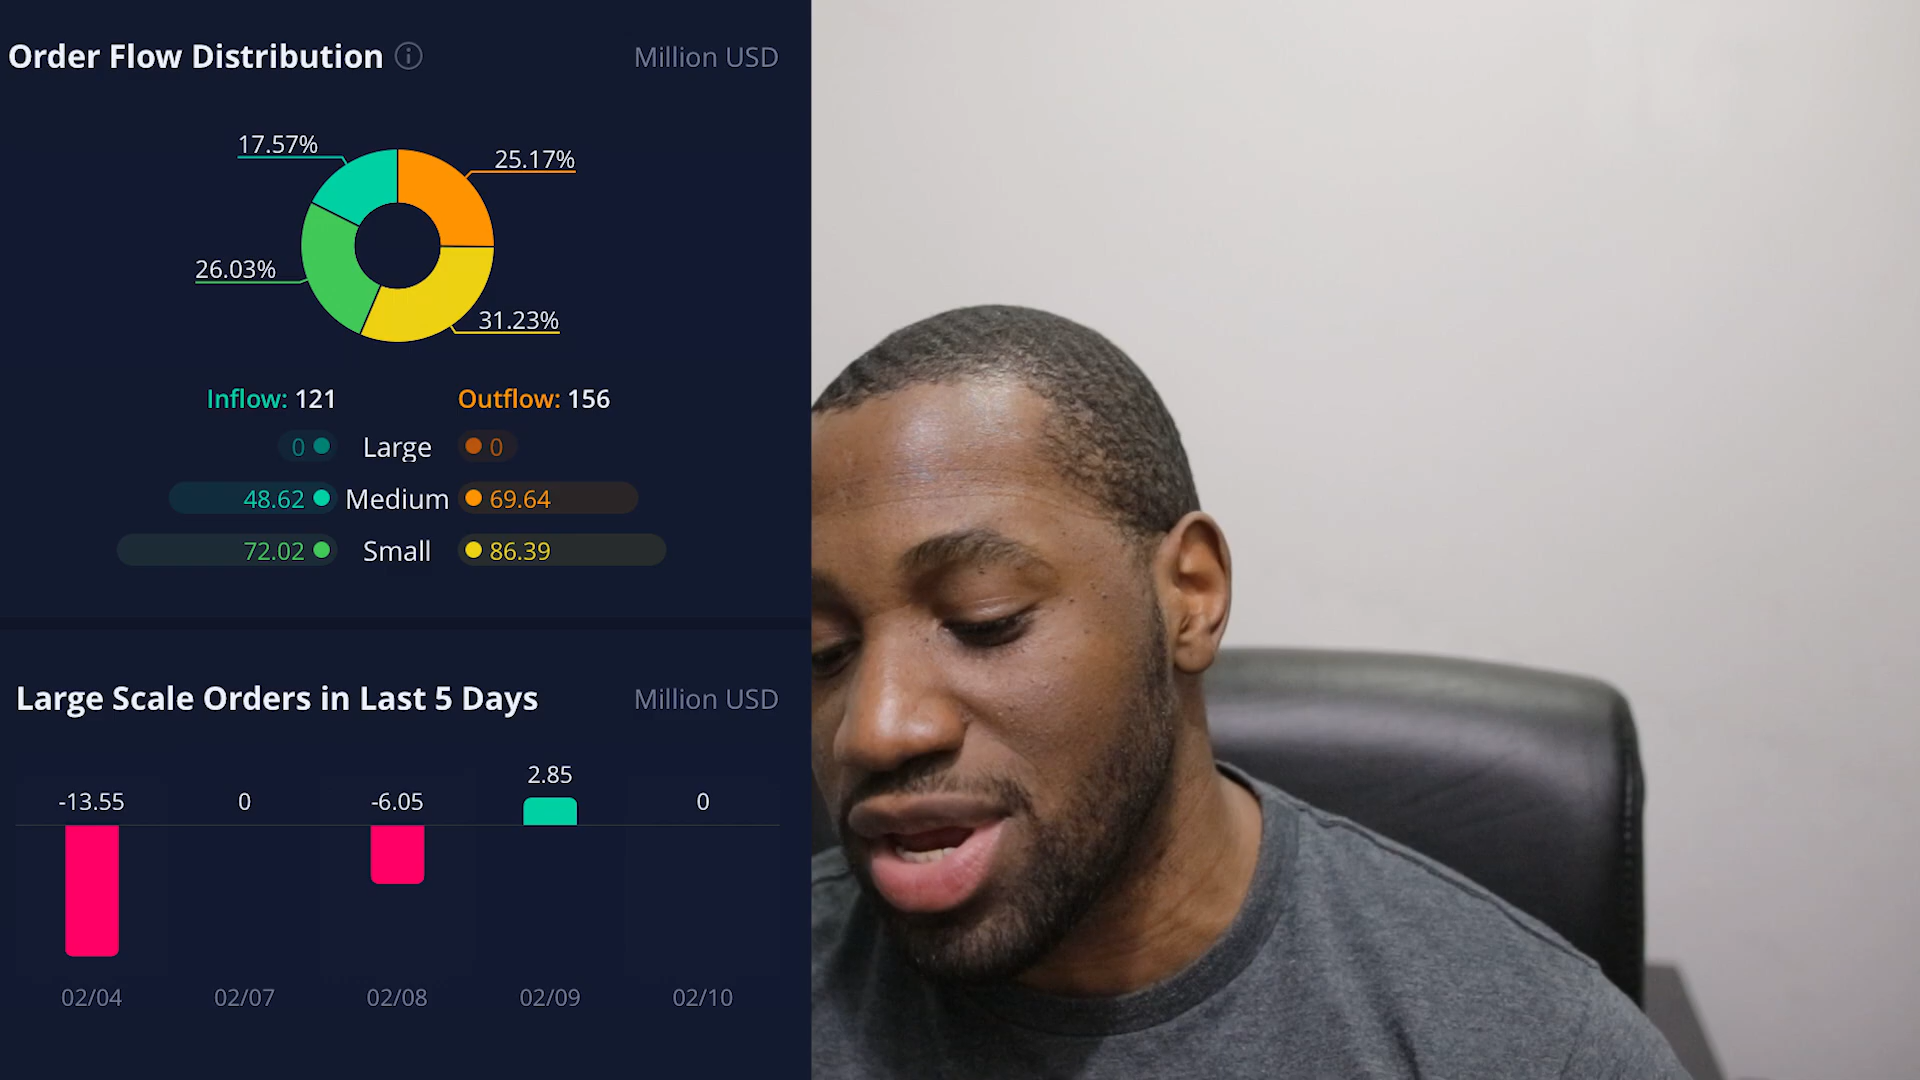 Order Flow Distribution
Million USD
17.57%
25.17%
26.03%
31.23%
Inflow: 121
Outflow: 156
0 Large 0
48.62 Medium 69.64
72.02 Small 86.39
Large Scale Orders in Last 5 Days
Million USD
-13.55 0 -6.05 2.85 0
02/04 02/07 02/08 02/09 02/10